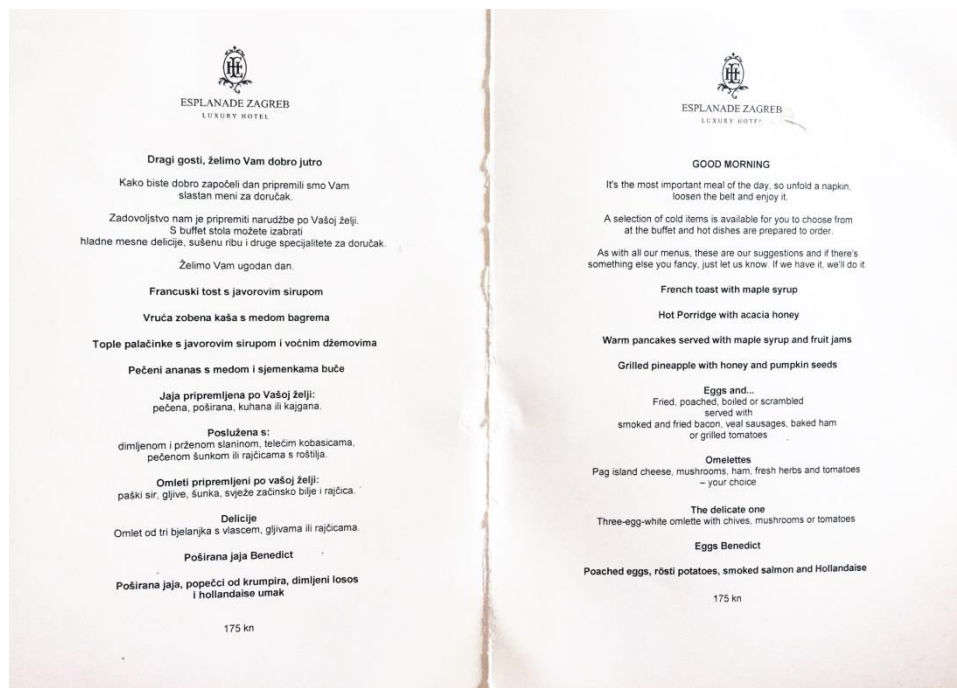 ESPLANADE ZAGREB
LUXURY HOTEL
Dragi gosti, želimo Vam dobro jutro
Kako biste dobro započeli dan pripremili smo Vam
slastan meni za doručak.
Zadovoljstvo nam je pripremiti narudžbe po Vašoj želji.
S buffet stola možete izabrati
hladne mesne delicije, sušenu ribu i druge specijalitete za doručak.
Želimo Vam ugodan dan.
Francuski tost s javorovim sirupom
Vruća zobena kaša s medom bagrema
Tople palačinke s javorovim sirupom i voćnim džemovima
Pečeni ananas s medom i sjemenkama buče
Jaja pripremljena po Vašoj želji:
pečena, poširana, kuhana ili kajgana.
Poslužena s:
dimljenom i prženom slaninom, telećim kobasicama,
pečenom šunkom ili rajčicama s roštilja.
Omleti pripremljeni po vašoj želji:
paški sir, gljive, šunka, svježe začinsko bilje i rajčica.
Delicije
Omlet od tri bjelanjka s vlascem, gljivama ili rajčicama.
Poširana jaja Benedict
Poširana jaja, popečci od krumpira, dimljeni losos
i hollandaise umak
175 kn
ESPLANADE ZAGREB
LUXURY HOTEL
GOOD MORNING
It's the most important meal of the day, so unfold a napkin,
loosen the belt and enjoy it.
A selection of cold items is available for you to choose from
at the buffet and hot dishes are prepared to order.
As with all our menus, these are our suggestions and if there's
something else you fancy, just let us know. If we have it, we'll do it.
French toast with maple syrup
Hot Porridge with acacia honey
Warm pancakes served with maple syrup and fruit jams
Grilled pineapple with honey and pumpkin seeds
Eggs and...
Fried, poached, boiled or scrambled
served with
smoked and fried bacon, veal sausages, baked ham
or grilled tomatoes
Omelettes
Pag island cheese, mushrooms, ham, fresh herbs and tomatoes
– your choice
The delicate one
Three-egg-white omlette with chives, mushrooms or tomatoes
Eggs Benedict
Poached eggs, rösti potatoes, smoked salmon and Hollandaise
175 kn